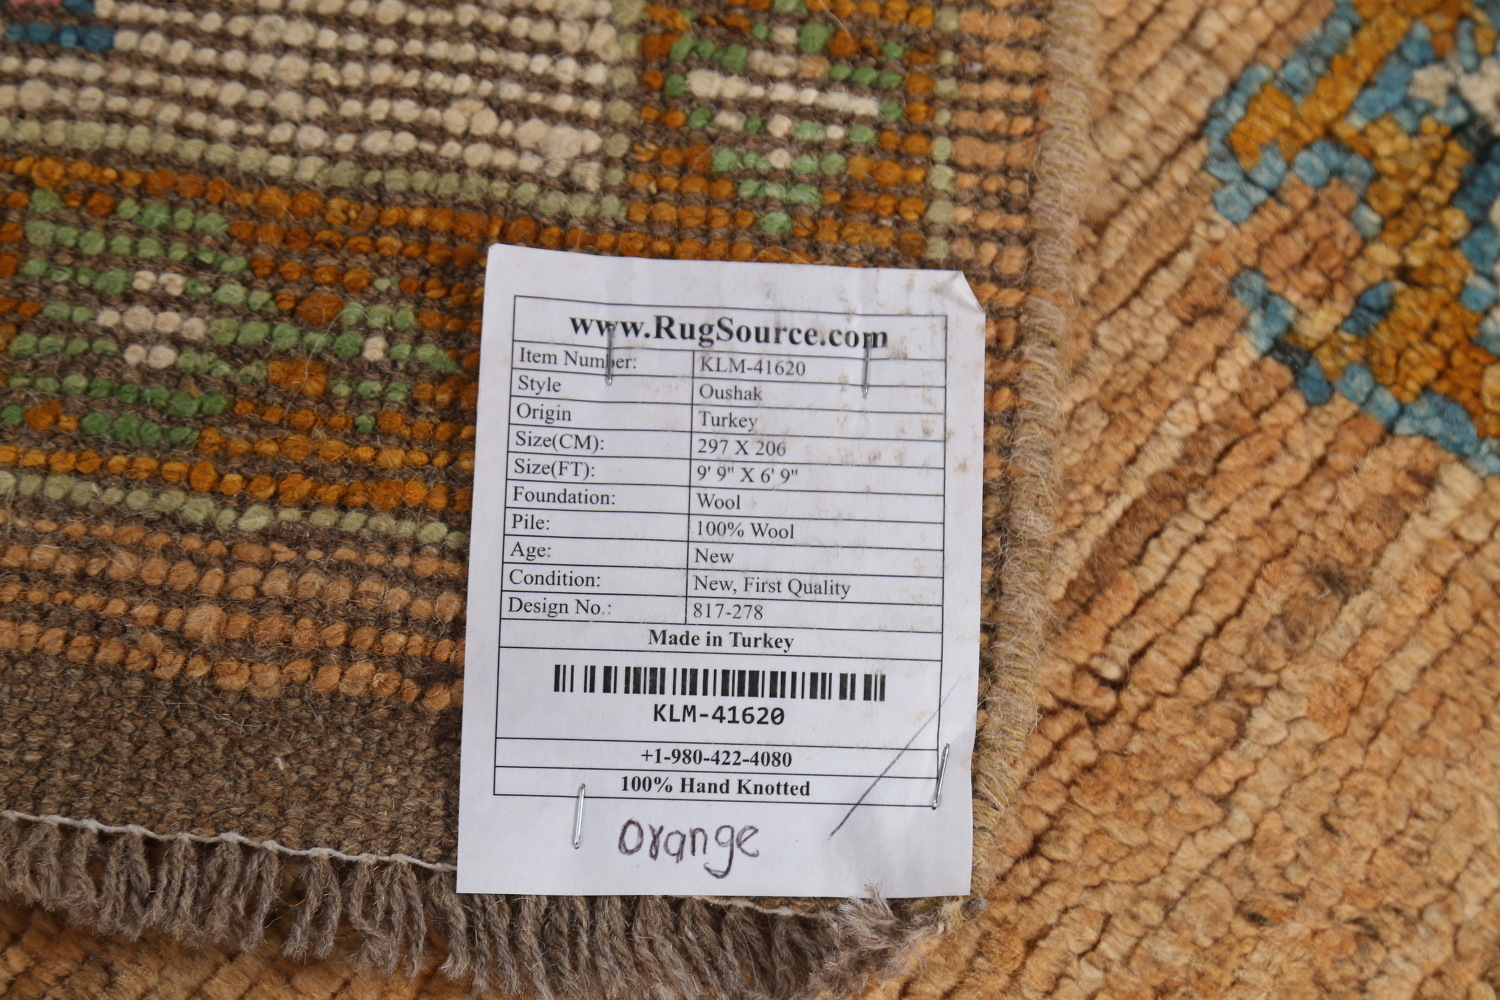 www.RugSource.com
Item Number: KLM-41620
Style Oushak
Origin Turkey
Size(CM): 297 X 206
Size(FT): 9' 9" X 6' 9"
Foundation: Wool
Pile: 100% Wool
Age: New
Condition: New, First Quality
Design No.: 817-278
Made in Turkey
KLM-41620
+1-980-422-4080
100% Hand Knotted
orange